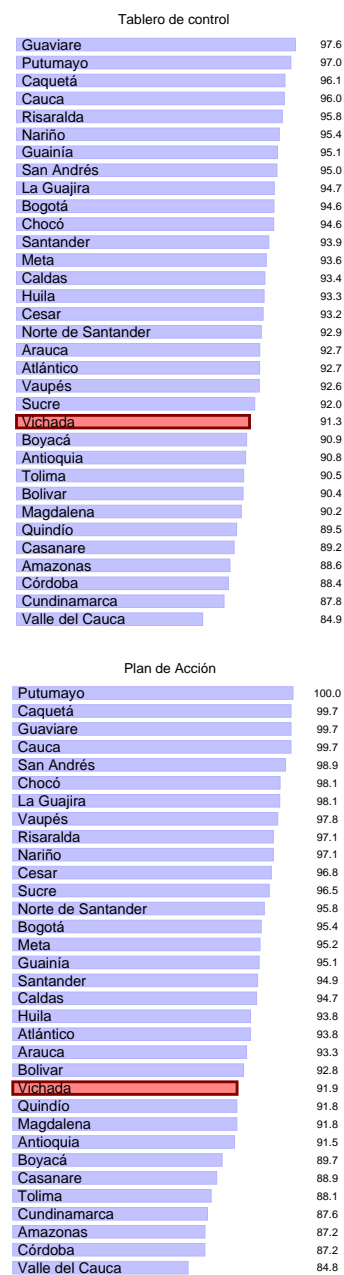 Tablero de control
Guaviare 97.6
Putumayo 97.0
Caquetá 96.1
Cauca 96.0
Risaralda 95.8
Nariño 95.4
Guainía 95.1
San Andrés 95.0
La Guajira 94.7
Bogotá 94.6
Chocó 94.6
Santander 93.9
Meta 93.6
Caldas 93.4
Huila 93.3
Cesar 93.2
Norte de Santander 92.9
Arauca 92.7
Atlántico 92.7
Vaupés 92.6
Sucre 92.0
Vichada 91.3
Boyacá 90.9
Antioquia 90.8
Tolima 90.5
Bolivar 90.4
Magdalena 90.2
Quindío 89.5
Casanare 89.2
Amazonas 88.6
Córdoba 88.4
Cundinamarca 87.8
Valle del Cauca 84.9
Plan de Acción
Putumayo 100.0
Caquetá 99.7
Guaviare 99.7
Cauca 99.7
San Andrés 98.9
Chocó 98.1
La Guajira 98.1
Vaupés 97.8
Risaralda 97.1
Nariño 97.1
Cesar 96.8
Sucre 96.5
Norte de Santander 95.8
Bogotá 95.4
Meta 95.2
Guainía 95.1
Santander 94.9
Caldas 94.7
Huila 93.8
Atlántico 93.8
Arauca 93.3
Bolivar 92.8
Vichada 91.9
Quindío 91.8
Magdalena 91.8
Antioquia 91.5
Boyacá 89.7
Casanare 88.9
Tolima 88.1
Cundinamarca 87.6
Amazonas 87.2
Córdoba 87.2
Valle del Cauca 84.8